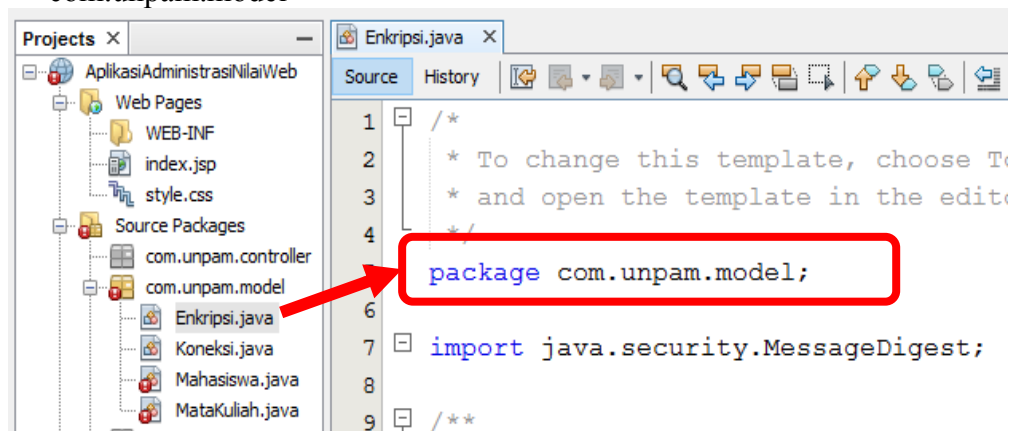 com.unpam.model
Projects ×
AplikasiAdministrasiNilaiWeb
Web Pages
WEB-INF
index.jsp
style.css
Source Packages
com.unpam.controller
com.unpam.model
Enkripsi.java
Koneksi.java
Mahasiswa.java
MataKuliah.java
Enkripsi.java ×
Source History
1 /*
2 * To change this template, choose
3 * and open the template in the
4 */
package com.unpam.model;
6
7 import java.security.MessageDigest;
8
9 /**